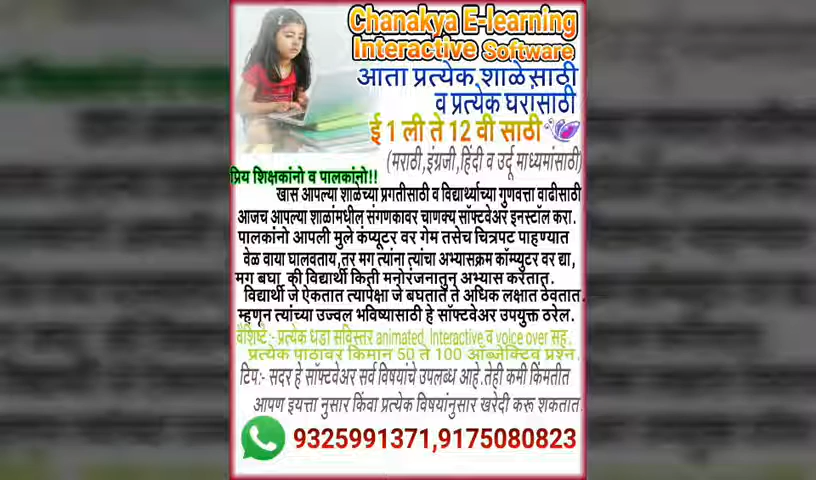 Chanakya E-learning
Interactive Software
आता प्रत्येक शाळेसाठी
व प्रत्येक घरासाठी
ई 1 ली ते 12 वी साठी
(मराठी,इंग्रजी,हिंदी व उर्दू माध्यमांसाठी)
प्रिय शिक्षकांनो व पालकांनो!!
खास आपल्या शाळेच्या प्रगतीसाठी व विद्यार्थ्याच्या गुणवत्ता वाढीसाठी
आजच आपल्या शाळांमधील संगणकावर चाणक्य सॉफ्टवेअर इनस्टॉल करा.
पालकांनो आपली मुले कंप्यूटर वर गेम तसेच चित्रपट पाहण्यात
वेळ वाया घालवताय,तर मग त्यांना त्यांचा अभ्यासक्रम कॉम्प्युटर वर द्या,
मग बघा की विद्यार्थी किती मनोरंजनातुन अभ्यास करतात.
विद्यार्थी जे ऐकतात त्यापेक्षा जे बघतात ते अधिक लक्षात ठेवतात.
म्हणून त्यांच्या उज्वल भविष्यासाठी हे सॉफ्टवेअर उपयुक्त ठरेल.
वैशिष्टे:- प्रत्येक धडा सविस्तर animated, Interactive व voice over सह.
प्रत्येक पाठावर किमान 50 ते 100 ऑब्जेक्टिव प्रश्न.
टिप:- सदर हे सॉफ्टवेअर सर्व विषयांचे उपलब्ध आहे.तेही कमी किंमतीत
आपण इयत्ता नुसार किंवा प्रत्येक विषयांनुसार खरेदी करू शकतात.
9325991371,9175080823